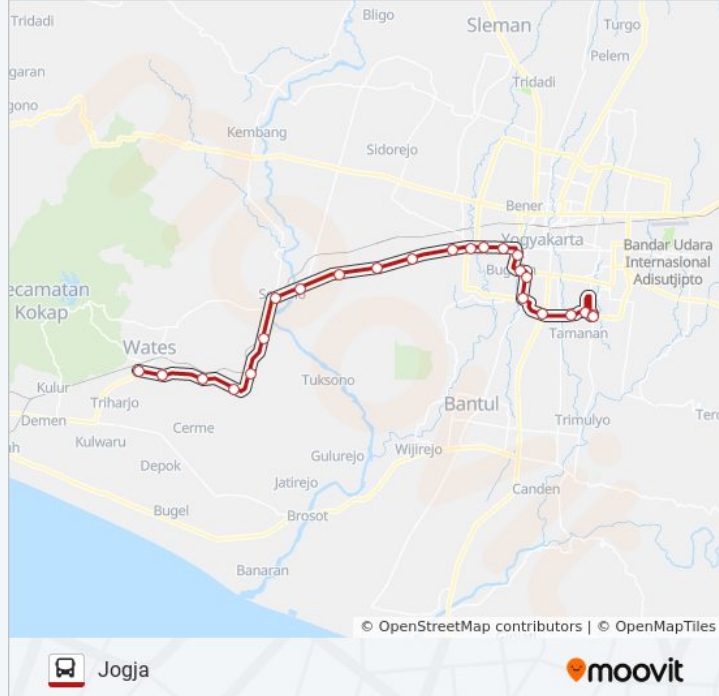 Bligo
Tridadi
Sleman
Turgo
Pelem
Tridadi
garan
gono
Kembang
Sidorejo
Bener
Yogyakarta
Bandar Udara
Internasional
Adisutjipto
ecamatan
Kokap
Wates
Tamanan
Kulur
Triharjo
Tuksono
Bantul
Demen
Cerme
Trimulyo
Kulwaru
Gulurejo
Wijirejo
Depok
Jatirejo
Canden
Bugel
Brosot
Banaran
© OpenStreetMap contributors | © OpenMapTiles
Jogja
moovit